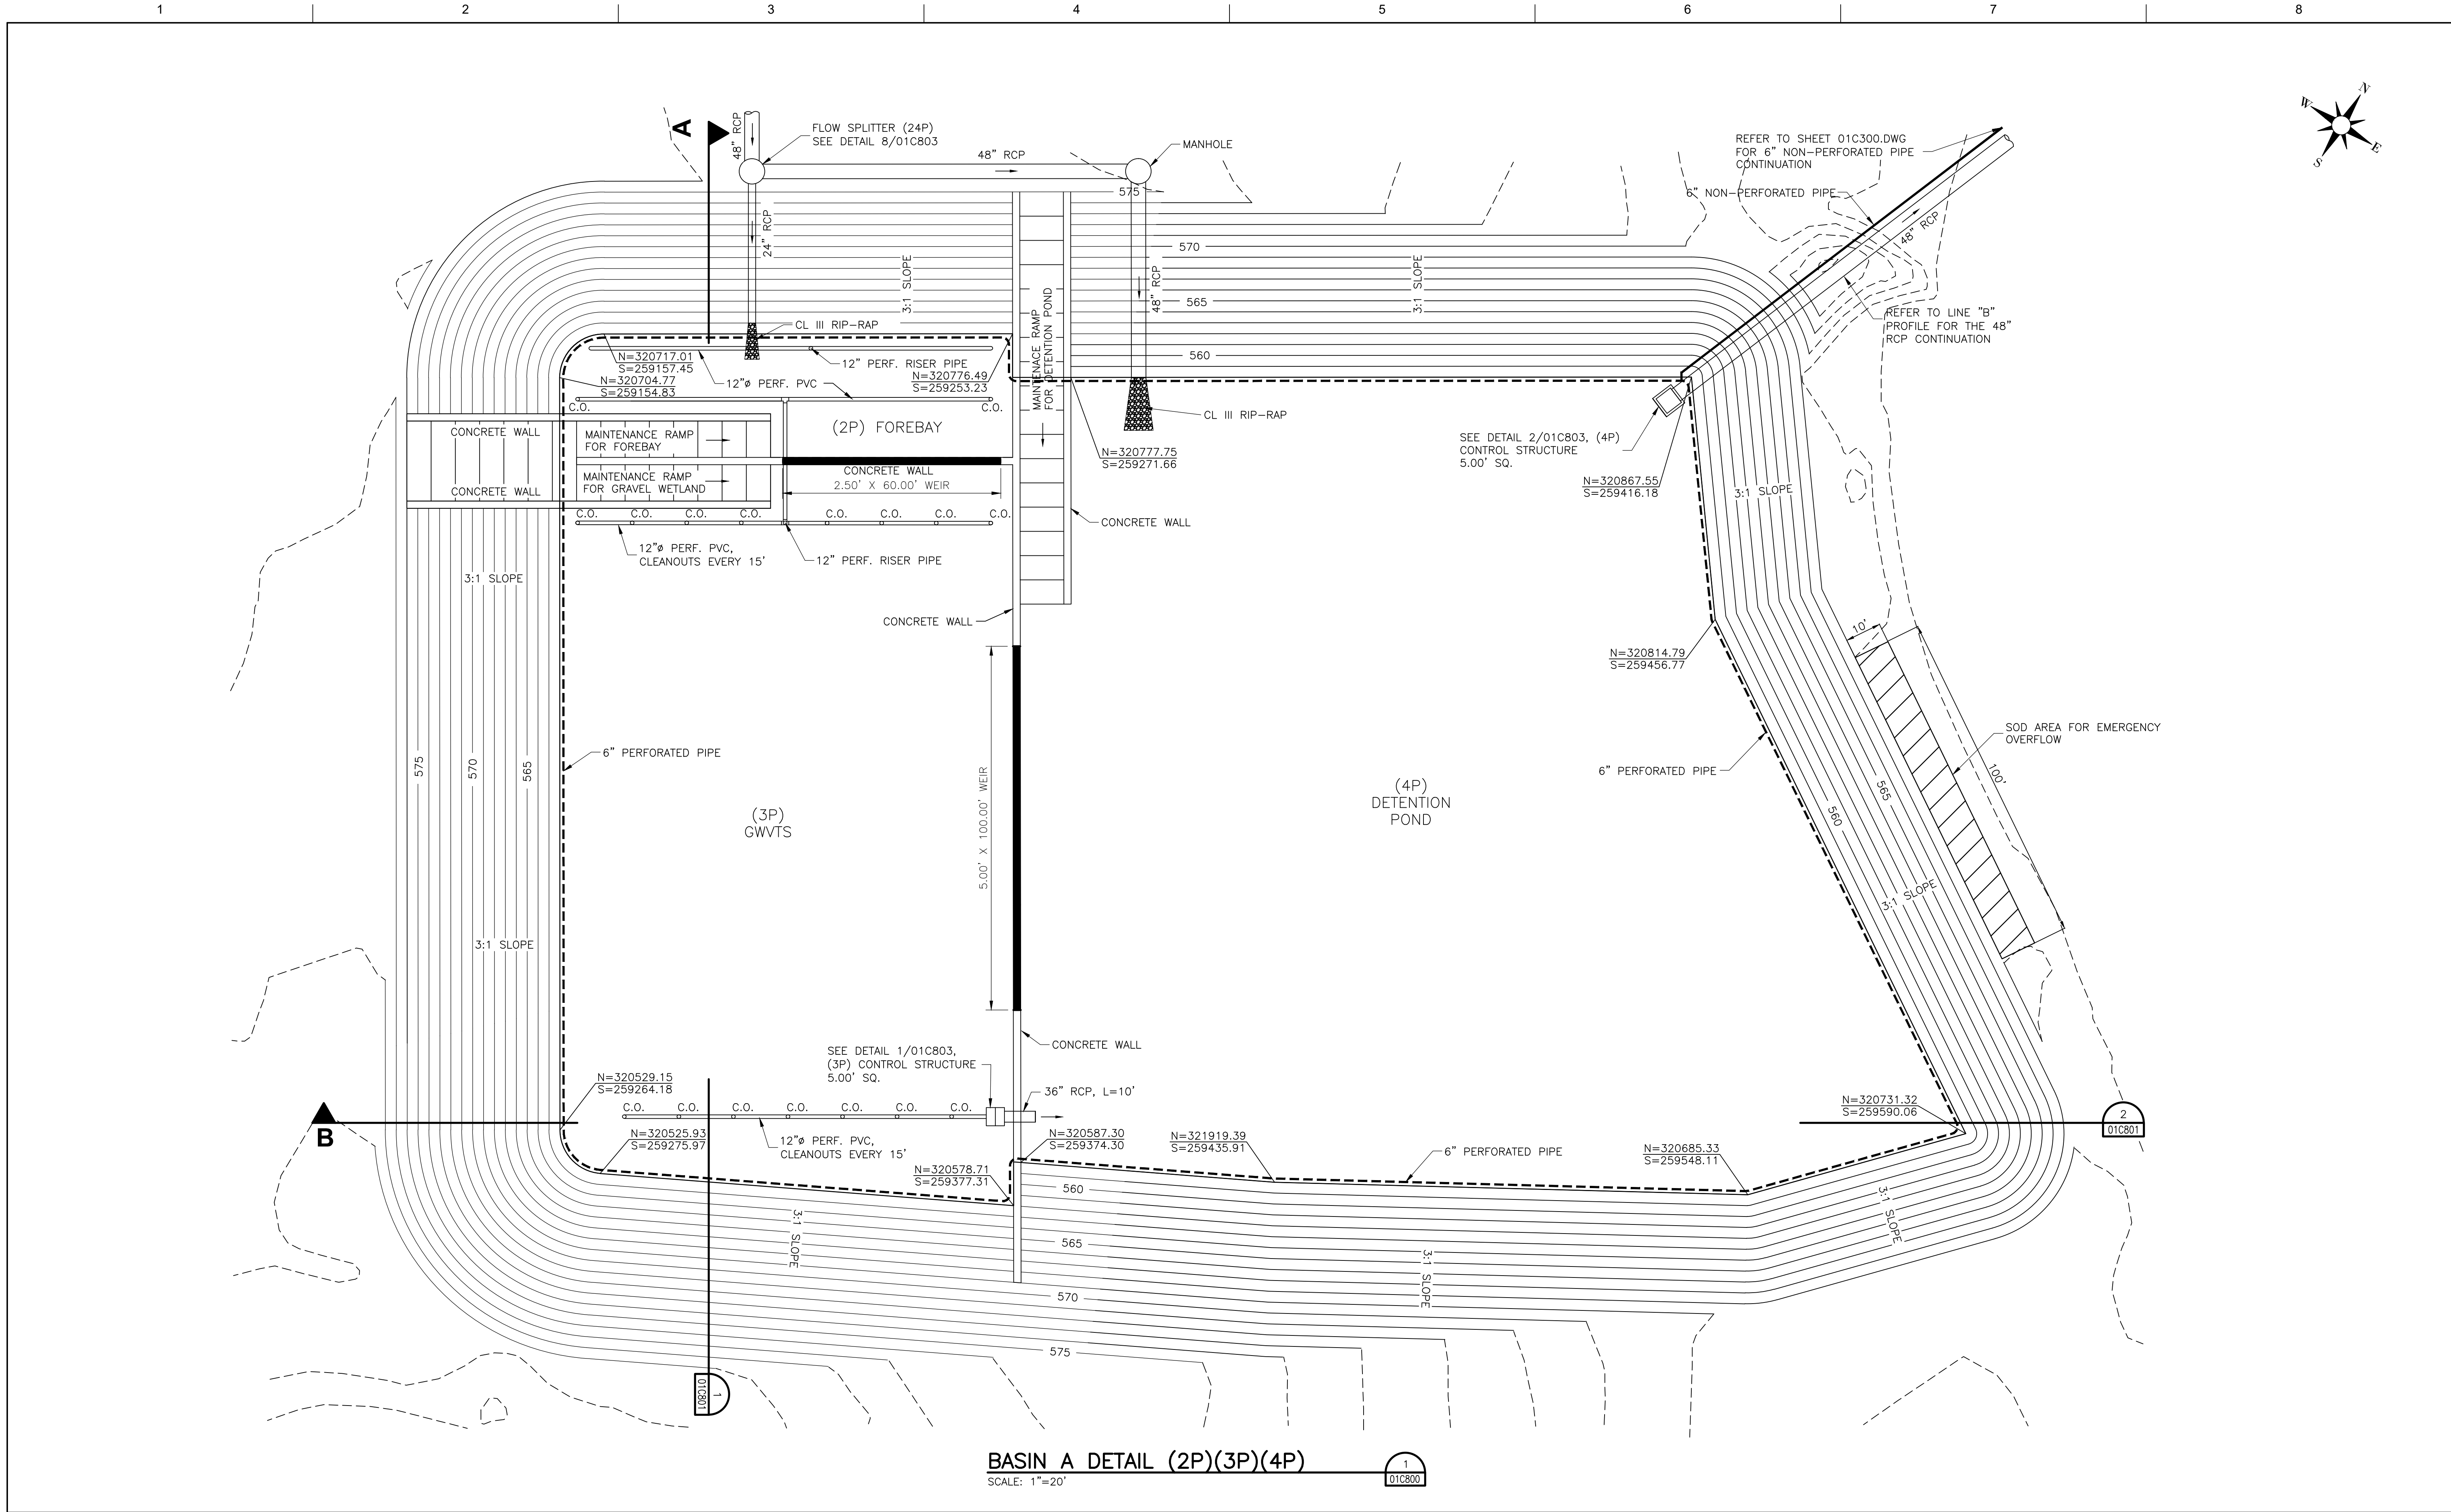 1
2
3
4
5
6
7
8
A
48" RCP
FLOW SPLITTER (24P)
SEE DETAIL 8/01C803
48" RCP
MANHOLE
REFER TO SHEET 01C300.DWG
FOR 6" NON-PERFORATED PIPE
CONTINUATION
6" NON-PERFORATED PIPE
48" RCP
N
W
E
S
575
24" RCP
3:1 SLOPE
570
48" RCP
565
3:1 SLOPE
560
MAINTENACE RAMP
FOR DETENTION POND
REFER TO LINE "B"
PROFILE FOR THE 48"
RCP CONTINUATION
CL III RIP-RAP
N=320717.01
S=259157.45
12" PERF. RISER PIPE
N=320704.77
S=259154.83
12"ø PERF. PVC
N=320776.49
S=259253.23
C.O.
C.O.
CL III RIP-RAP
CONCRETE WALL
MAINTENANCE RAMP
FOR FOREBAY
(2P) FOREBAY
N=320777.75
S=259271.66
SEE DETAIL 2/01C803, (4P)
CONTROL STRUCTURE
5.00' SQ.
CONCRETE WALL
MAINTENANCE RAMP
FOR GRAVEL WETLAND
CONCRETE WALL
2.50' X 60.00' WEIR
N=320867.55
S=259416.18
3:1 SLOPE
C.O.
C.O.
C.O.
C.O.
C.O.
C.O.
C.O.
C.O.
CONCRETE WALL
12"ø PERF. PVC,
CLEANOUTS EVERY 15'
12" PERF. RISER PIPE
3:1 SLOPE
CONCRETE WALL
10'
N=320814.79
S=259456.77
SOD AREA FOR EMERGENCY
OVERFLOW
100'
575
570
565
6" PERFORATED PIPE
5.00' X 100.00' WEIR
6" PERFORATED PIPE
565
560
(3P)
GWVTS
(4P)
DETENTION
POND
3:1 SLOPE
3:1 SLOPE
SEE DETAIL 1/01C803,
(3P) CONTROL STRUCTURE
5.00' SQ.
CONCRETE WALL
36" RCP, L=10'
N=320529.15
S=259264.18
C.O.
C.O.
C.O.
C.O.
C.O.
C.O.
C.O.
N=320731.32
S=259590.06
B
2
01C801
N=320525.93
S=259275.97
12"ø PERF. PVC,
CLEANOUTS EVERY 15'
N=320587.30
S=259374.30
N=321919.39
S=259435.91
6" PERFORATED PIPE
N=320685.33
S=259548.11
N=320578.71
S=259377.31
560
565
570
575
3:1 SLOPE
3:1 SLOPE
3:1 SLOPE
1
01C801
BASIN A DETAIL (2P)(3P)(4P)
SCALE: 1"=20'
1
01C800